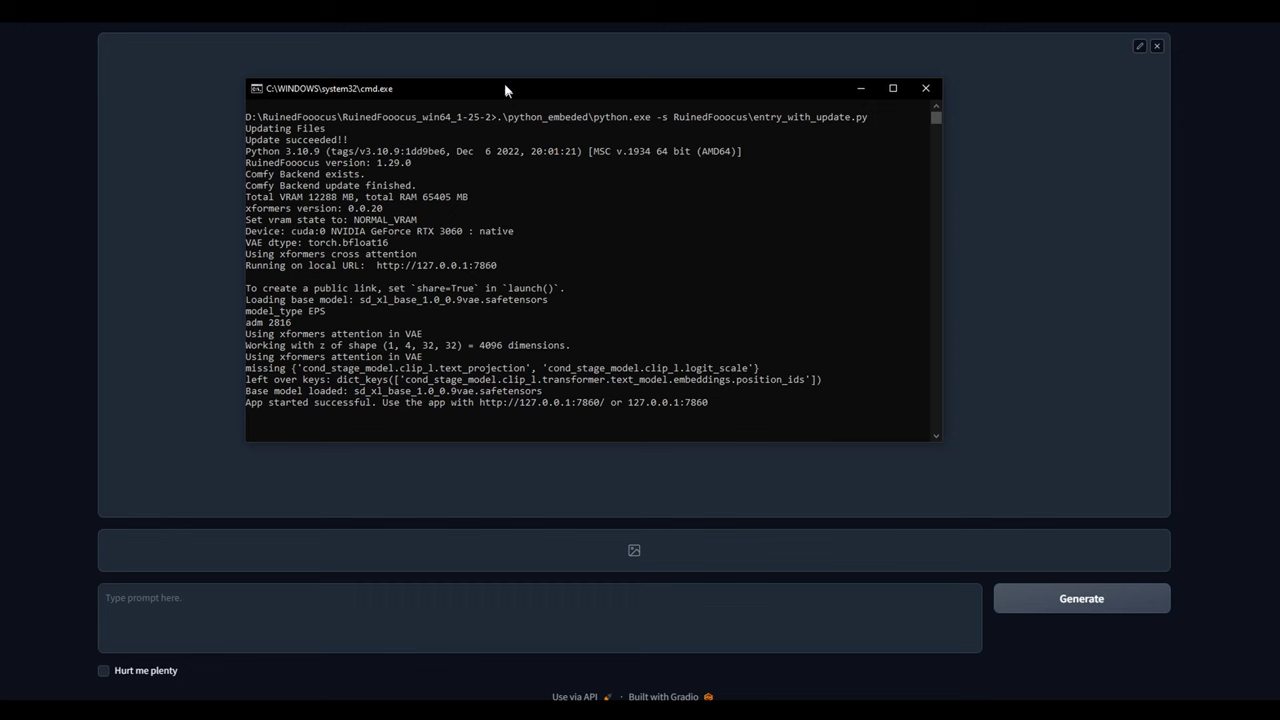 C:\WINDOWS\system32\cmd.exe
D:\RuinedFooocus\RuinedFooocus_win64_1-25-2>.\python_embeded\python.exe -s RuinedFooocus\entry_with_update.py
Updating Files
Update succeeded!!
Python 3.10.9 (tags/v3.10.9:1dd9be6, Dec  6 2022, 20:01:21) [MSC v.1934 64 bit (AMD64)]
RuinedFooocus version: 1.29.0
Comfy Backend exists.
Comfy Backend update finished.
Total VRAM 12288 MB, total RAM 65405 MB
xformers version: 0.0.20
Set vram state to: NORMAL_VRAM
Device: cuda:0 NVIDIA GeForce RTX 3060 : native
VAE dtype: torch.bfloat16
Using xformers cross attention
Running on local URL:  http://127.0.0.1:7860
To create a public link, set `share=True` in `launch()`.
Loading base model: sd_xl_base_1.0_0.9vae.safetensors
model_type EPS
adm 2816
Using xformers attention in VAE
Working with z of shape (1, 4, 32, 32) = 4096 dimensions.
Using xformers attention in VAE
missing {'cond_stage_model.clip_l.text_projection', 'cond_stage_model.clip_l.logit_scale'}
left over keys: dict_keys(['cond_stage_model.clip_l.transformer.text_model.embeddings.position_ids'])
Base model loaded: sd_xl_base_1.0_0.9vae.safetensors
App started successful. Use the app with http://127.0.0.1:7860/ or 127.0.0.1:7860
Type prompt here.
Generate
Hurt me plenty
Use via API · Built with Gradio